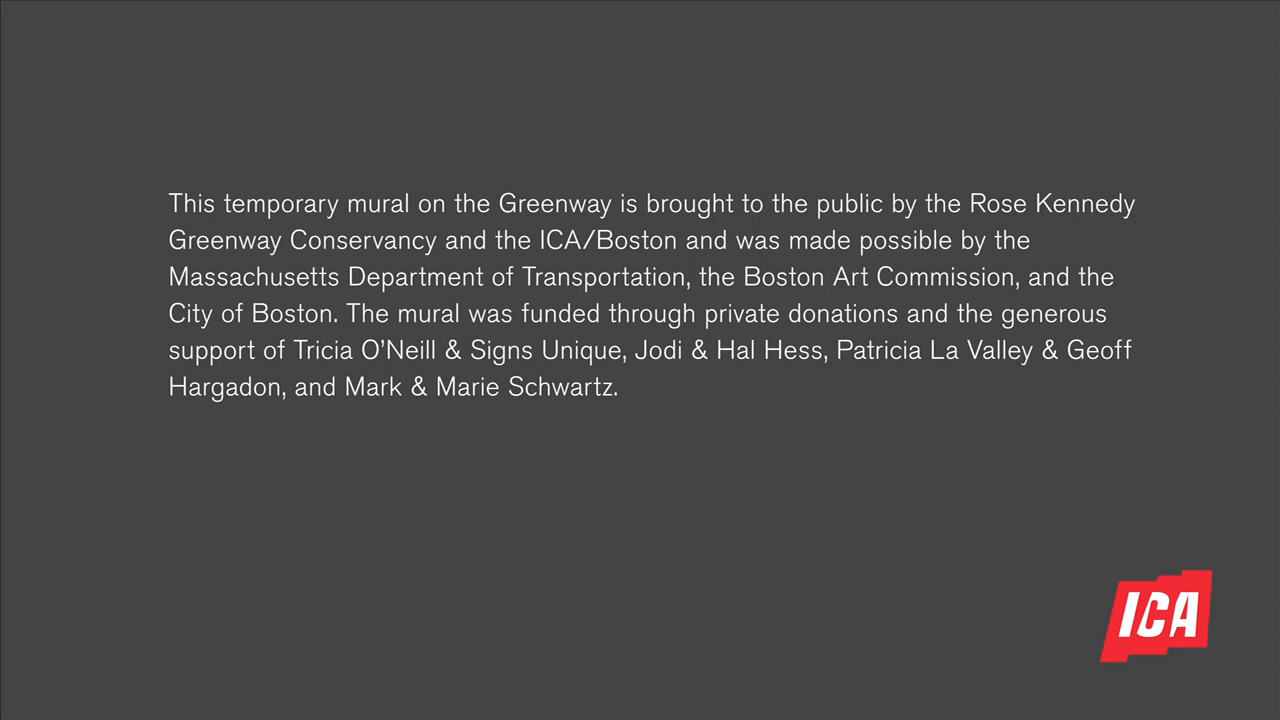 This temporary mural on the Greenway is brought to the public by the Rose Kennedy
Greenway Conservancy and the ICA/Boston and was made possible by the
Massachusetts Department of Transportation, the Boston Art Commission, and the
City of Boston. The mural was funded through private donations and the generous
support of Tricia O’Neill & Signs Unique, Jodi & Hal Hess, Patricia La Valley & Geoff
Hargadon, and Mark & Marie Schwartz.
ICA